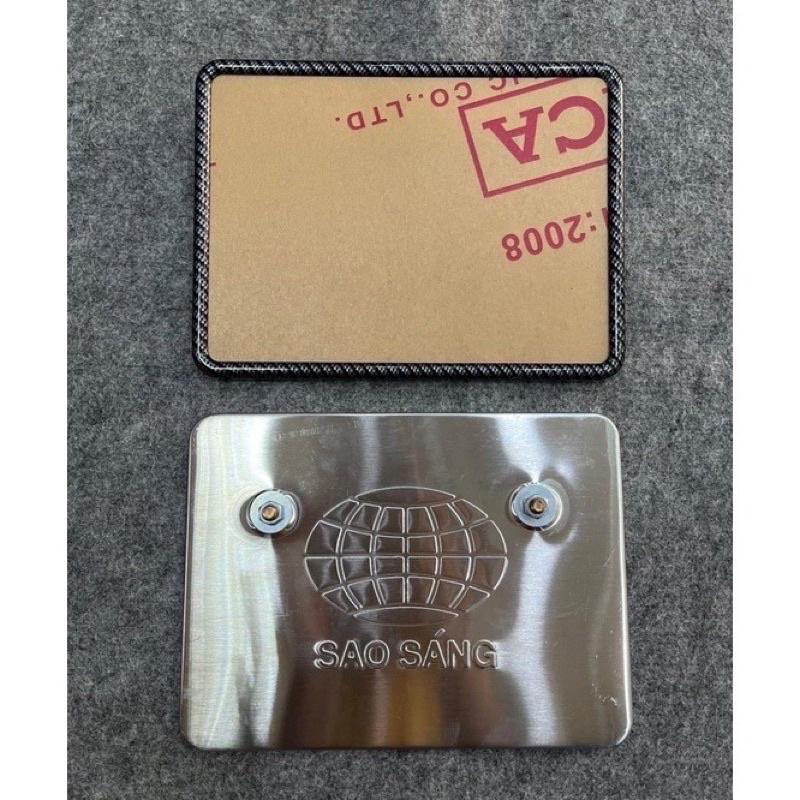 CO.,LTD.
CA
:2008
SAO SÁNG